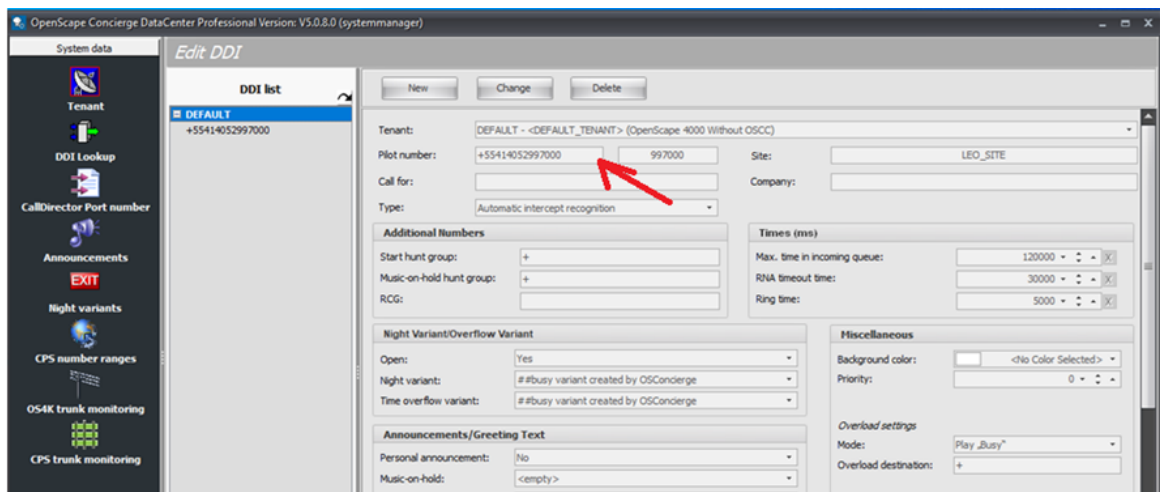 OpenScape Concierge DataCenter Professional Version: V5.0.8.0 (systemmanager)
System data
Edit DDI
Tenant
DDI Lookup
CallDirector Port number
Announcements
EXIT
Night variants
CPS number ranges
OS4K trunk monitoring
CPS trunk monitoring
DDI list
DEFAULT
+55414052997000
New Change Delete
Tenant: DEFAULT - <DEFAULT_TENANT> (OpenScape 4000 Without OSCC)
Pilot number: +55414052997000 997000 Site: LEO_SITE
Call for: Company:
Type: Automatic intercept recognition
Additional Numbers
Start hunt group: +
Music-on-hold hunt group: +
RCG:
Times (ms)
Max. time in incoming queue: 120000 X
RNA timeout time: 30000 X
Ring time: 5000 X
Night Variant/Overflow Variant
Open: Yes
Night variant: ##busy variant created by OSConcierge
Time overflow variant: ##busy variant created by OSConcierge
Miscellaneous
Background color: <No Color Selected>
Priority: 0
Overload settings
Mode: Play „Busy“
Overload destination: +
Announcements/Greeting Text
Personal announcement: No
Music-on-hold: <empty>